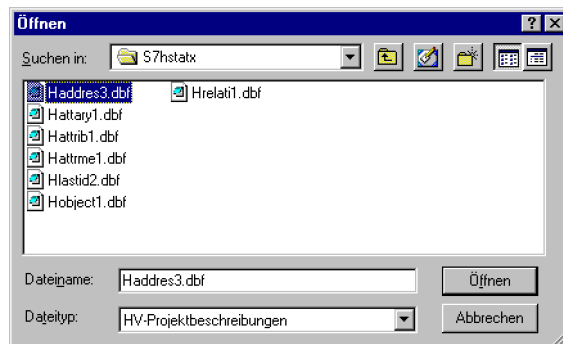 Öffnen
Suchen in: S7hstatx
Haddres3.dbf Hrelati1.dbf
Hattary1.dbf
Hattrib1.dbf
Hattrme1.dbf
Hlastid2.dbf
Hobject1.dbf
Dateiname: Haddres3.dbf Öffnen
Dateityp: HV-Projektbeschreibungen Abbrechen